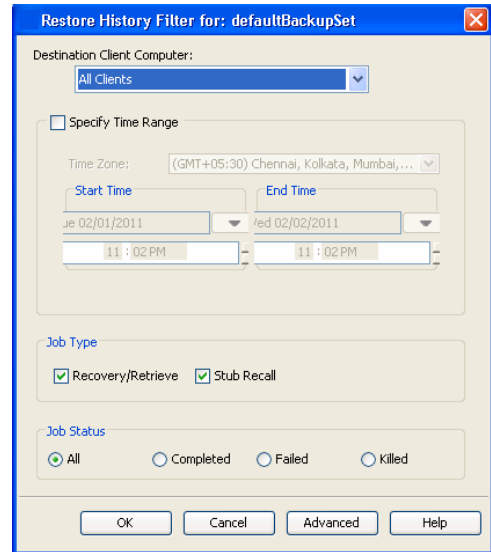 Restore History Filter for: defaultBackupSet
Destination Client Computer:
All Clients
Specify Time Range
Time Zone: (GMT+05:30) Chennai, Kolkata, Mumbai,...
Start Time End Time
ue 02/01/2011 Ved 02/02/2011
11 : 02 PM 11 : 02 PM
Job Type
Recovery/Retrieve Stub Recall
Job Status
All Completed Failed Killed
OK Cancel Advanced Help